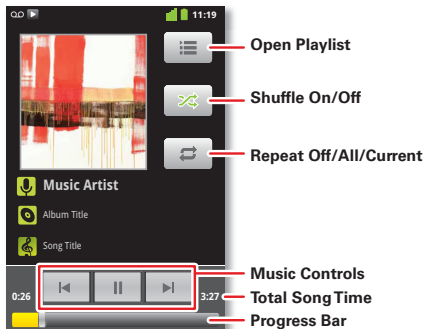 11:19
Open Playlist
Shuffle On/Off
Repeat Off/All/Current
Music Artist
Album Title
Song Title
Music Controls
0:26
3:27
Total Song Time
Progress Bar